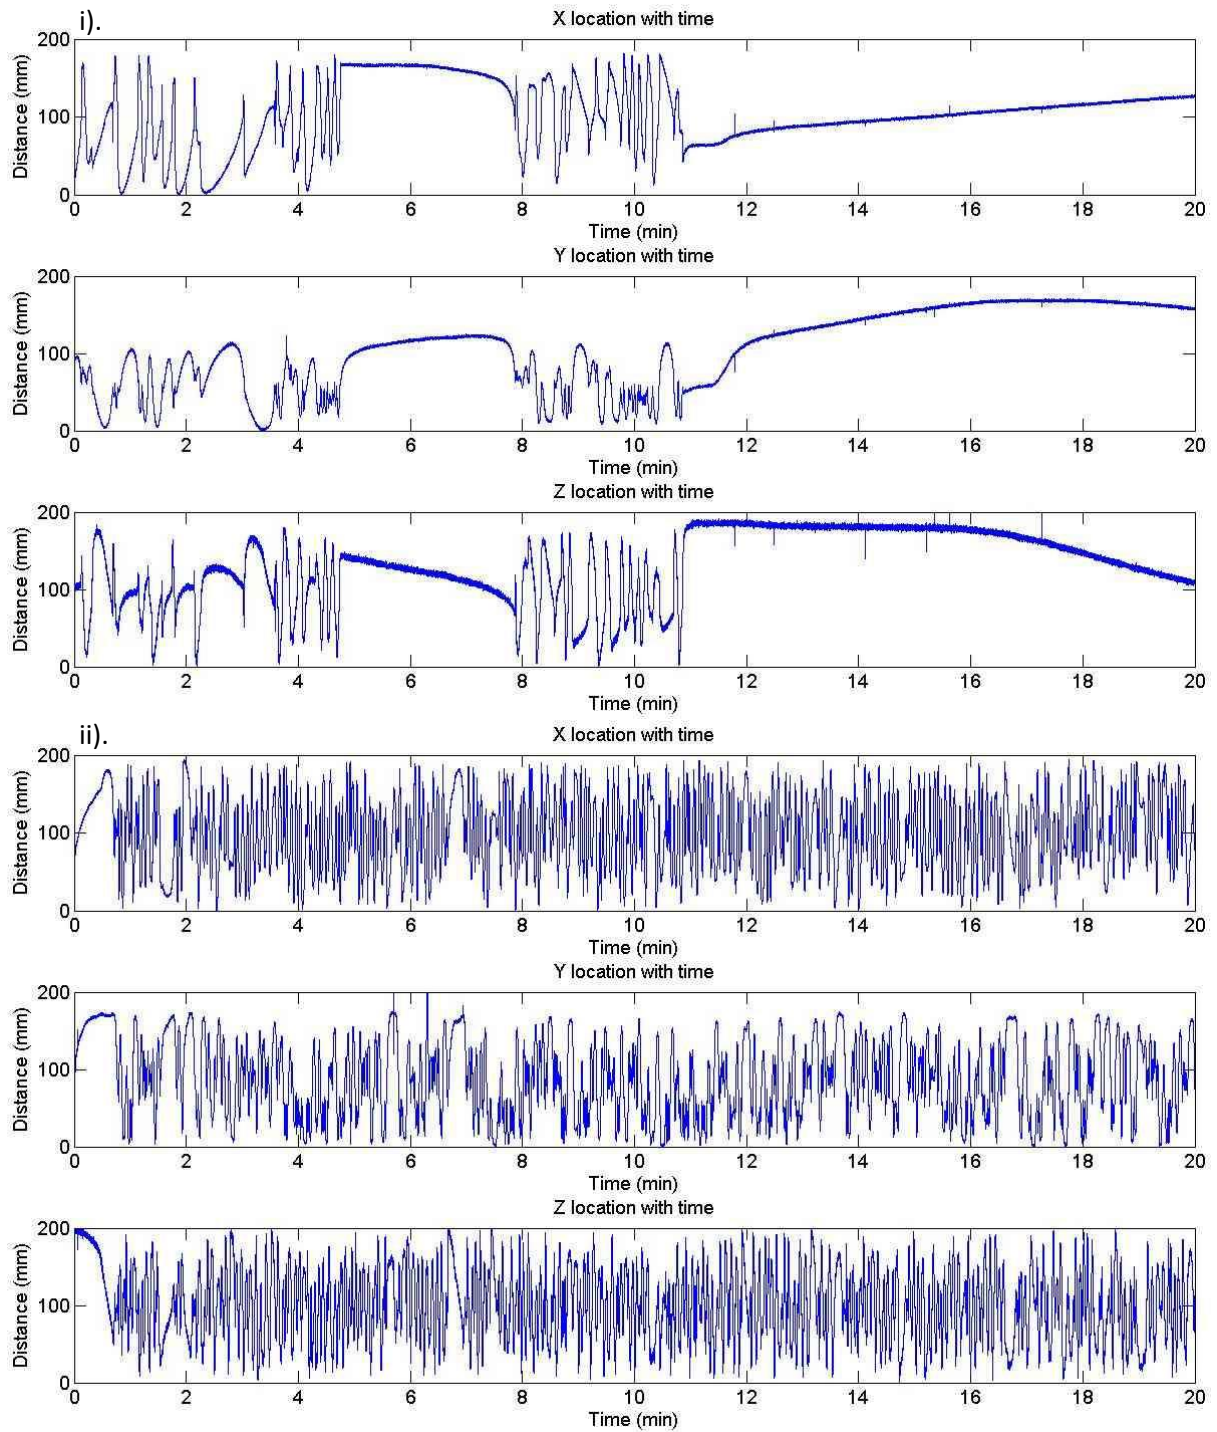 i).
X location with time
Distance (mm)
200
100
0
0 2 4 6 8 10 12 14 16 18 20
Time (min)
Y location with time
Distance (mm)
200
100
0
0 2 4 6 8 10 12 14 16 18 20
Time (min)
Z location with time
Distance (mm)
200
100
0
0 2 4 6 8 10 12 14 16 18 20
Time (min)
ii).
X location with time
Distance (mm)
200
100
0
0 2 4 6 8 10 12 14 16 18 20
Time (min)
Y location with time
Distance (mm)
200
100
0
0 2 4 6 8 10 12 14 16 18 20
Time (min)
Z location with time
Distance (mm)
200
100
0
0 2 4 6 8 10 12 14 16 18 20
Time (min)